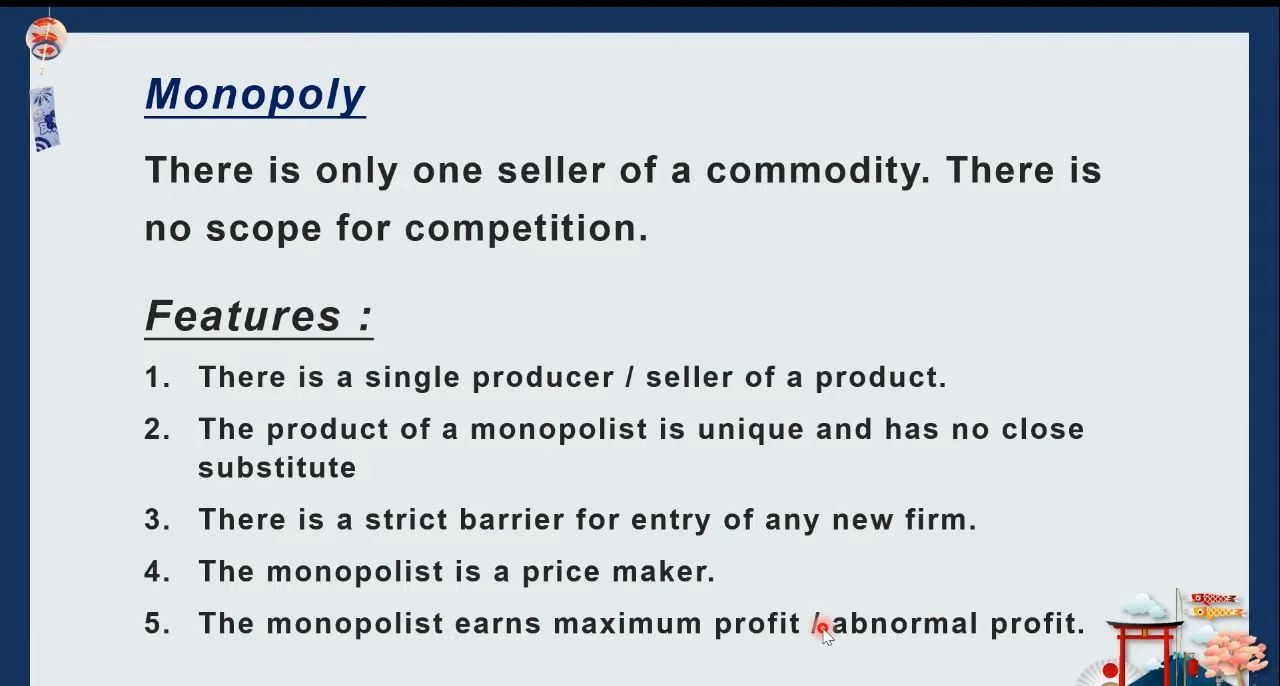 Monopoly
There is only one seller of a commodity. There is
no scope for competition.
Features :
1. There is a single producer / seller of a product.
2. The product of a monopolist is unique and has no close
substitute
3. There is a strict barrier for entry of any new firm.
4. The monopolist is a price maker.
5. The monopolist earns maximum profit / abnormal profit.